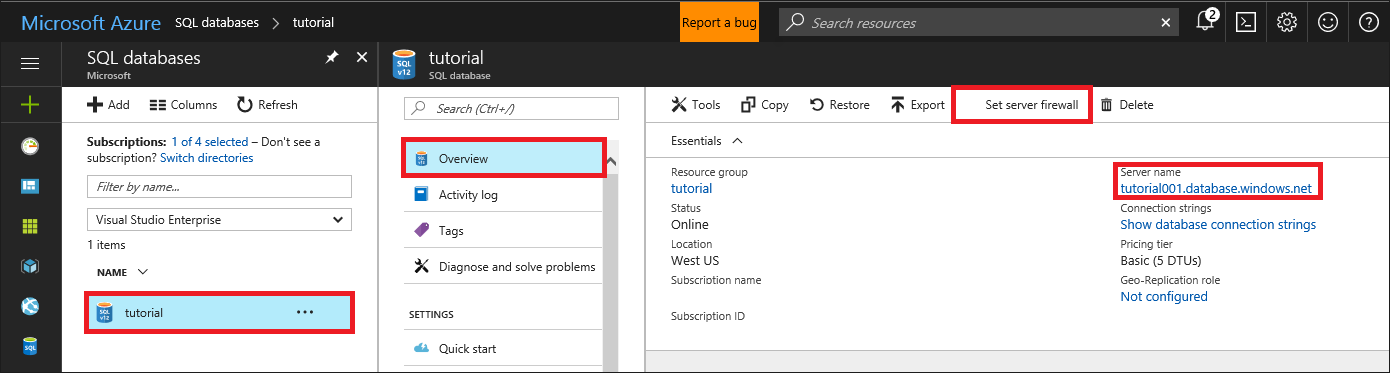 Microsoft Azure SQL databases > tutorial
Report a bug
Search resources
2
SQL databases
Microsoft
tutorial
SQL database
SQL v12
Add Columns Refresh
Subscriptions: 1 of 4 selected – Don't see a
subscription? Switch directories
Filter by name...
Visual Studio Enterprise
1 items
NAME
SQL v12
tutorial
...
SQL
Search (Ctrl+/)
Overview
Activity log
Tags
Diagnose and solve problems
SETTINGS
Quick start
Tools Copy Restore Export Set server firewall Delete
Essentials
Resource group
tutorial
Status
Online
Location
West US
Subscription name
Subscription ID
Server name
tutorial001.database.windows.net
Connection strings
Show database connection strings
Pricing tier
Basic (5 DTUs)
Geo-Replication role
Not configured